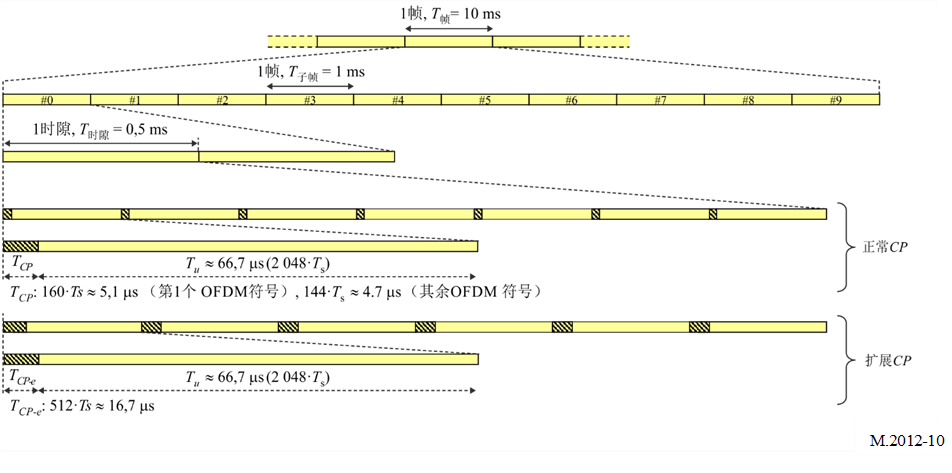 1帧, T帧= 10 ms
1帧, T子帧 = 1 ms
#0 #1 #2 #3 #4 #5 #6 #7 #8 #9
1时隙, T时隙 = 0,5 ms
正常CP
TCP Tu ≈ 66,7 μs (2 048·Ts)
TCP: 160·Ts ≈ 5,1 μs （第1个 OFDM符号）, 144·Ts ≈ 4.7 μs（其余OFDM 符号）
扩展CP
TCP-e Tu ≈ 66,7 μs (2 048·Ts)
TCP-e: 512·Ts ≈ 16,7 μs
M.2012-10